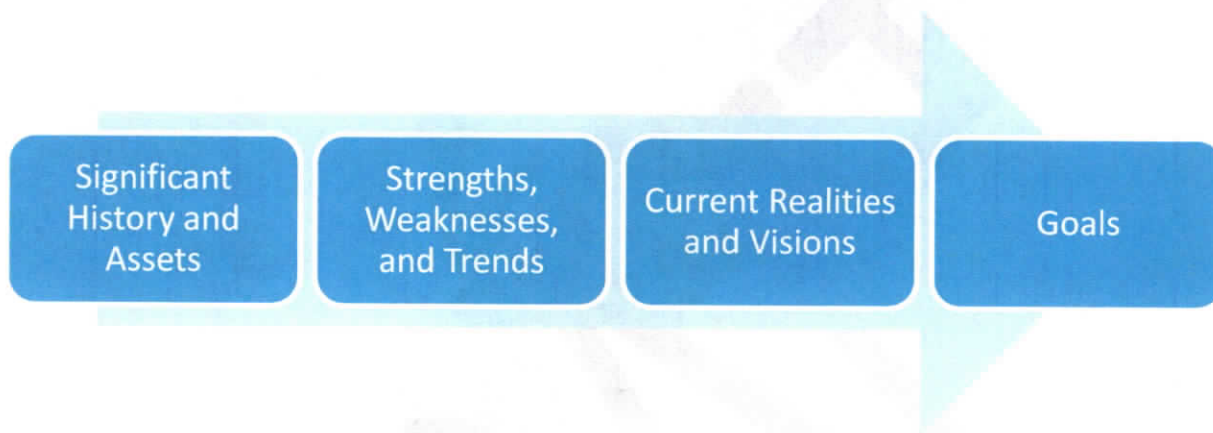 Significant
History and
Assets
Strengths,
Weaknesses,
and Trends
Current Realities
and Visions
Goals